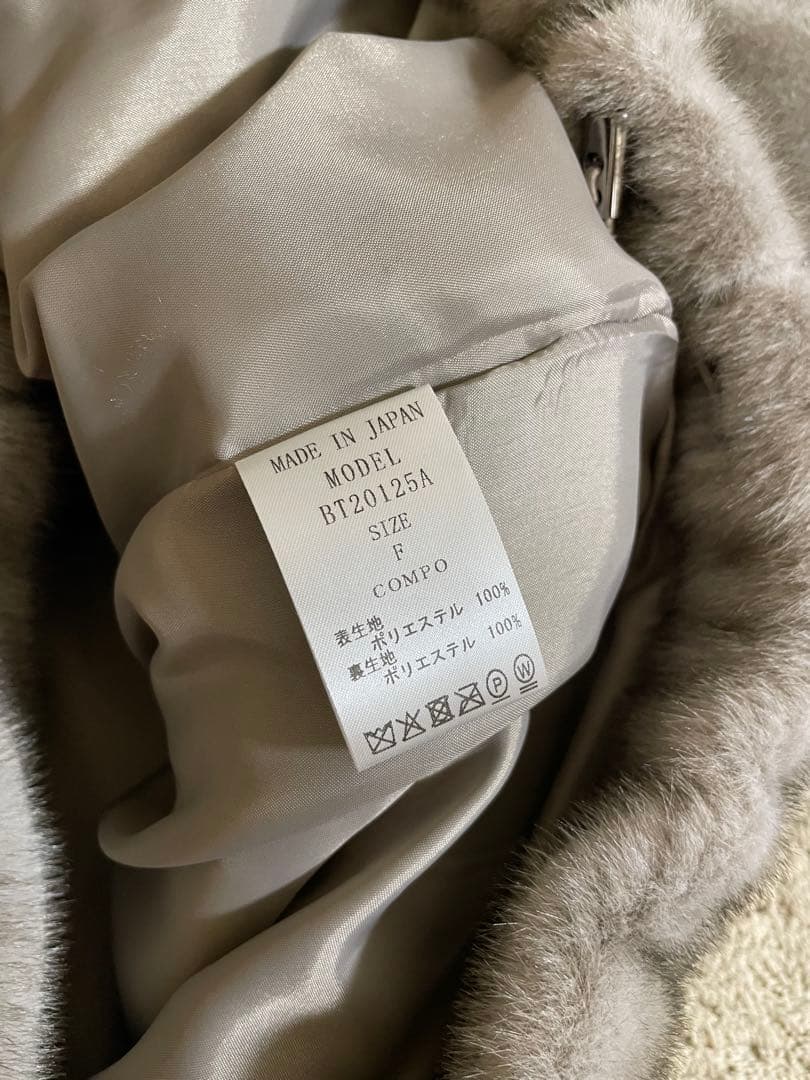 MADE IN JAPAN
MODEL
BT20125A
SIZE
F
COMPO
表生地
ポリエステル 100%
裏生地
ポリエステル 100%
P W